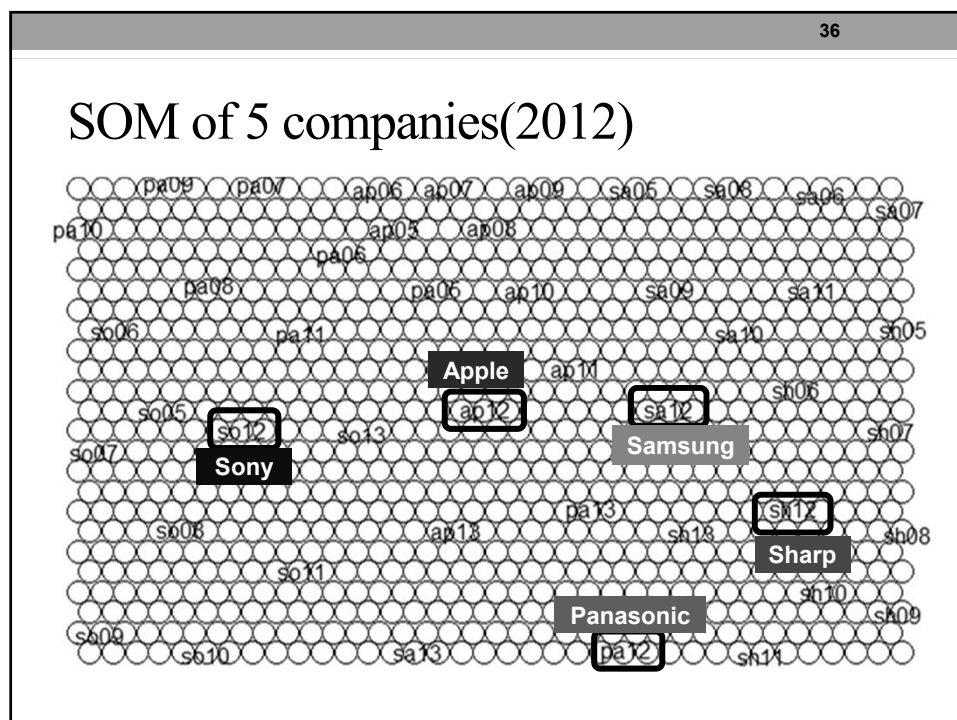 36
SOM of 5 companies(2012)
pa09 pa07 ap06 ap07 ap09 sa05 sa08 sa06
sa07
pa10 ap05 ap08
pa06
pa08 pa05 ap10 sa09 sa11
so06 pa11 sa10 sh05
Apple ap11
sh06
so05 ap12 sa12
so12 so13 sh07
Samsung
so07
Sony
pa13 sh12
so08 ap13 sh13 sh08
Sharp
so11
sh10
Panasonic sh09
so09
so10 sa13 pa12 sh11